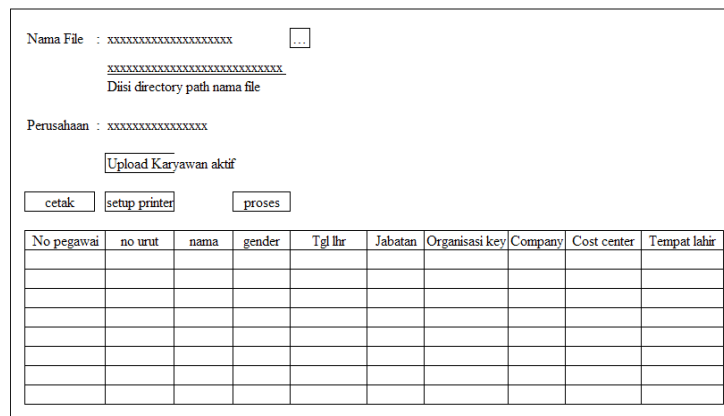 Nama File : xxxxxxxxxxxxxxxxxxxx ...
xxxxxxxxxxxxxxxxxxxxxxxxxxxx
Diisi directory path nama file
Perusahaan : xxxxxxxxxxxxxxxx
Upload Karyawan aktif
cetak setup printer proses
No pegawai no urut nama gender Tgl lhr Jabatan Organisasi key Company Cost center Tempat lahir